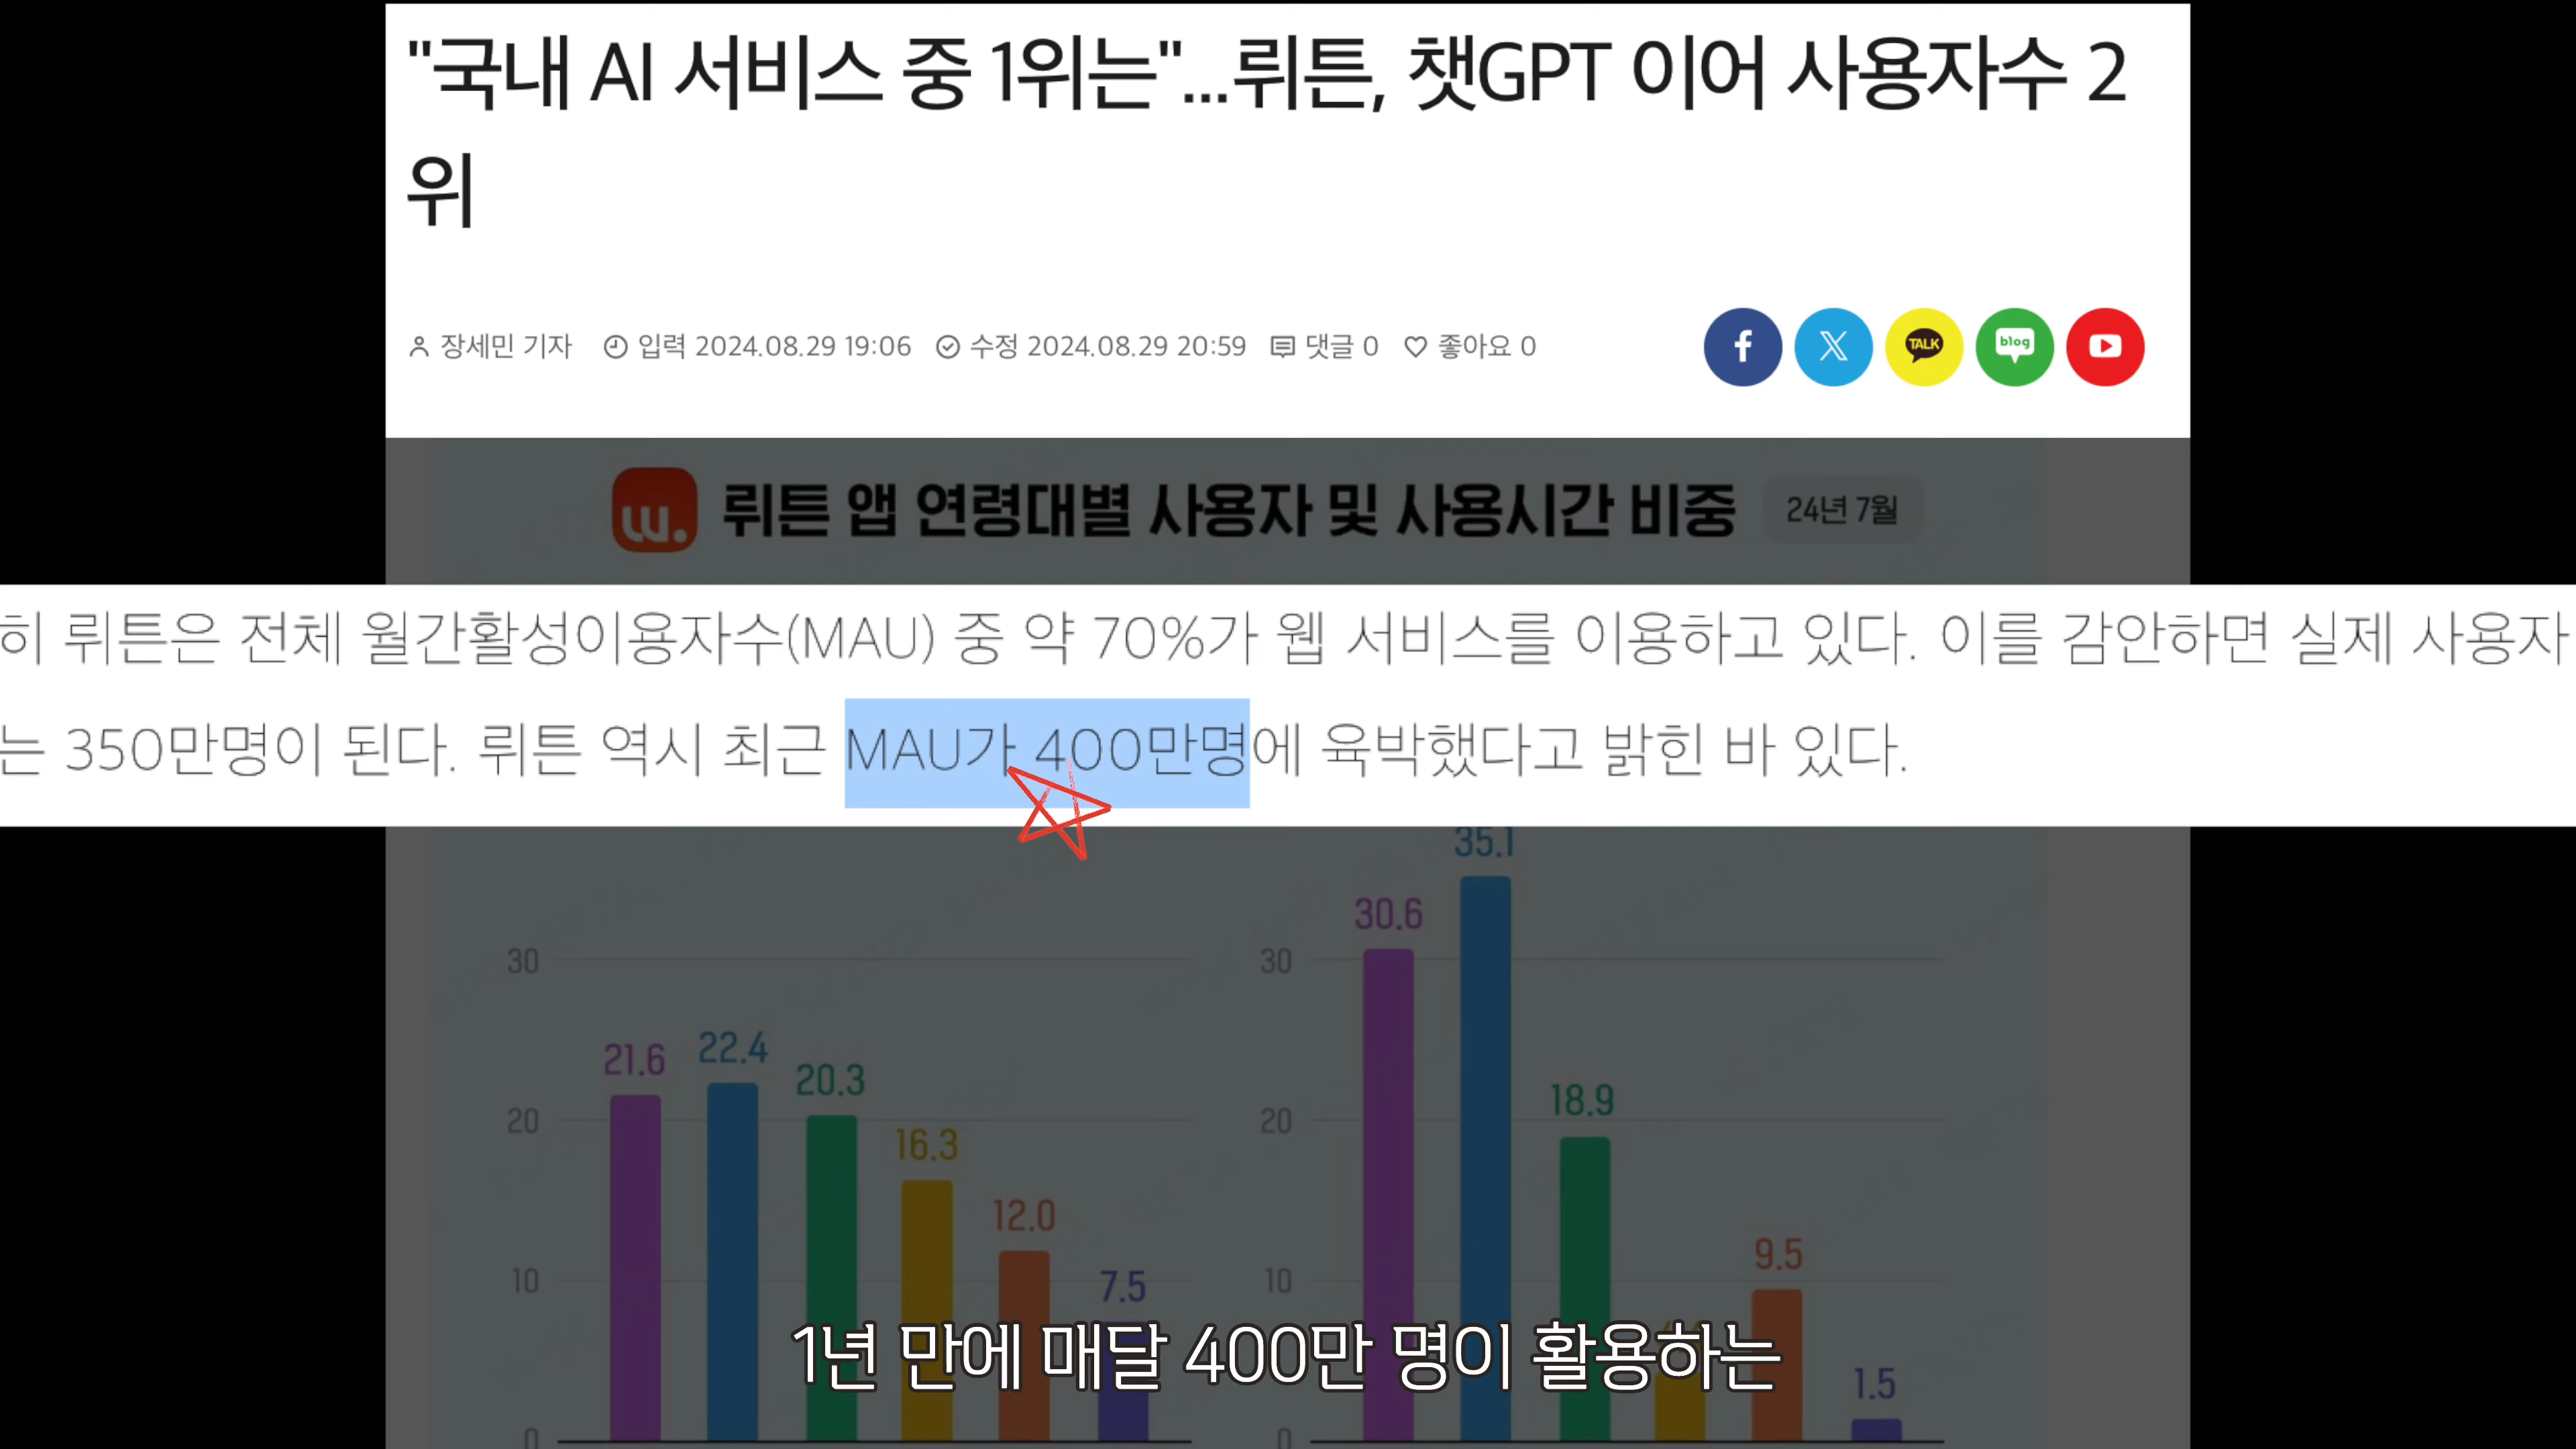 "국내 AI 서비스 중 1위는"...뤼튼, 챗GPT 이어 사용자수 2
위
장세민 기자 입력 2024.08.29 19:06 수정 2024.08.29 20:59 댓글 0 좋아요 0
f X TALK blog
w. 뤼튼 앱 연령대별 사용자 및 사용시간 비중 24년 7월
히 뤼튼은 전체 월간활성이용자수(MAU) 중 약 70%가 웹 서비스를 이용하고 있다. 이를 감안하면 실제 사용자
는 350만명이 된다. 뤼튼 역시 최근 MAU가 400만명에 육박했다고 밝힌 바 있다.
30
20
10
0
21.6
22.4
20.3
16.3
12.0
7.5
30
20
10
0
30.6
35.1
18.9
9.5
1.5
1년 만에 매달 400만 명이 활용하는